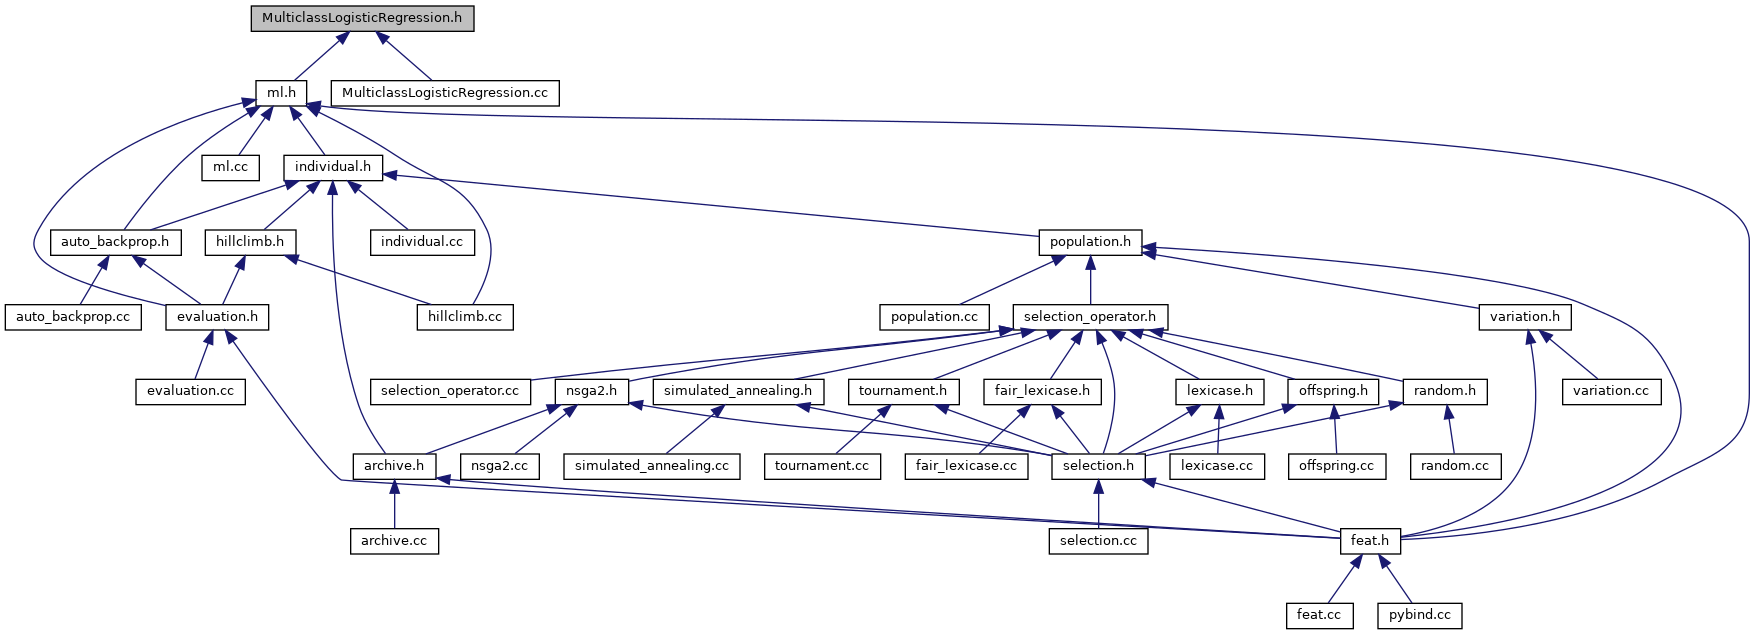 MulticlassLogisticRegression.h
ml.h
MulticlassLogisticRegression.cc
ml.cc
individual.h
auto_backprop.h
hillclimb.h
individual.cc
population.h
auto_backprop.cc
evaluation.h
hillclimb.cc
population.cc
selection_operator.h
variation.h
evaluation.cc
selection_operator.cc
nsga2.h
simulated_annealing.h
tournament.h
fair_lexicase.h
lexicase.h
offspring.h
random.h
variation.cc
archive.h
nsga2.cc
simulated_annealing.cc
tournament.cc
fair_lexicase.cc
selection.h
lexicase.cc
offspring.cc
random.cc
archive.cc
selection.cc
feat.h
feat.cc
pybind.cc